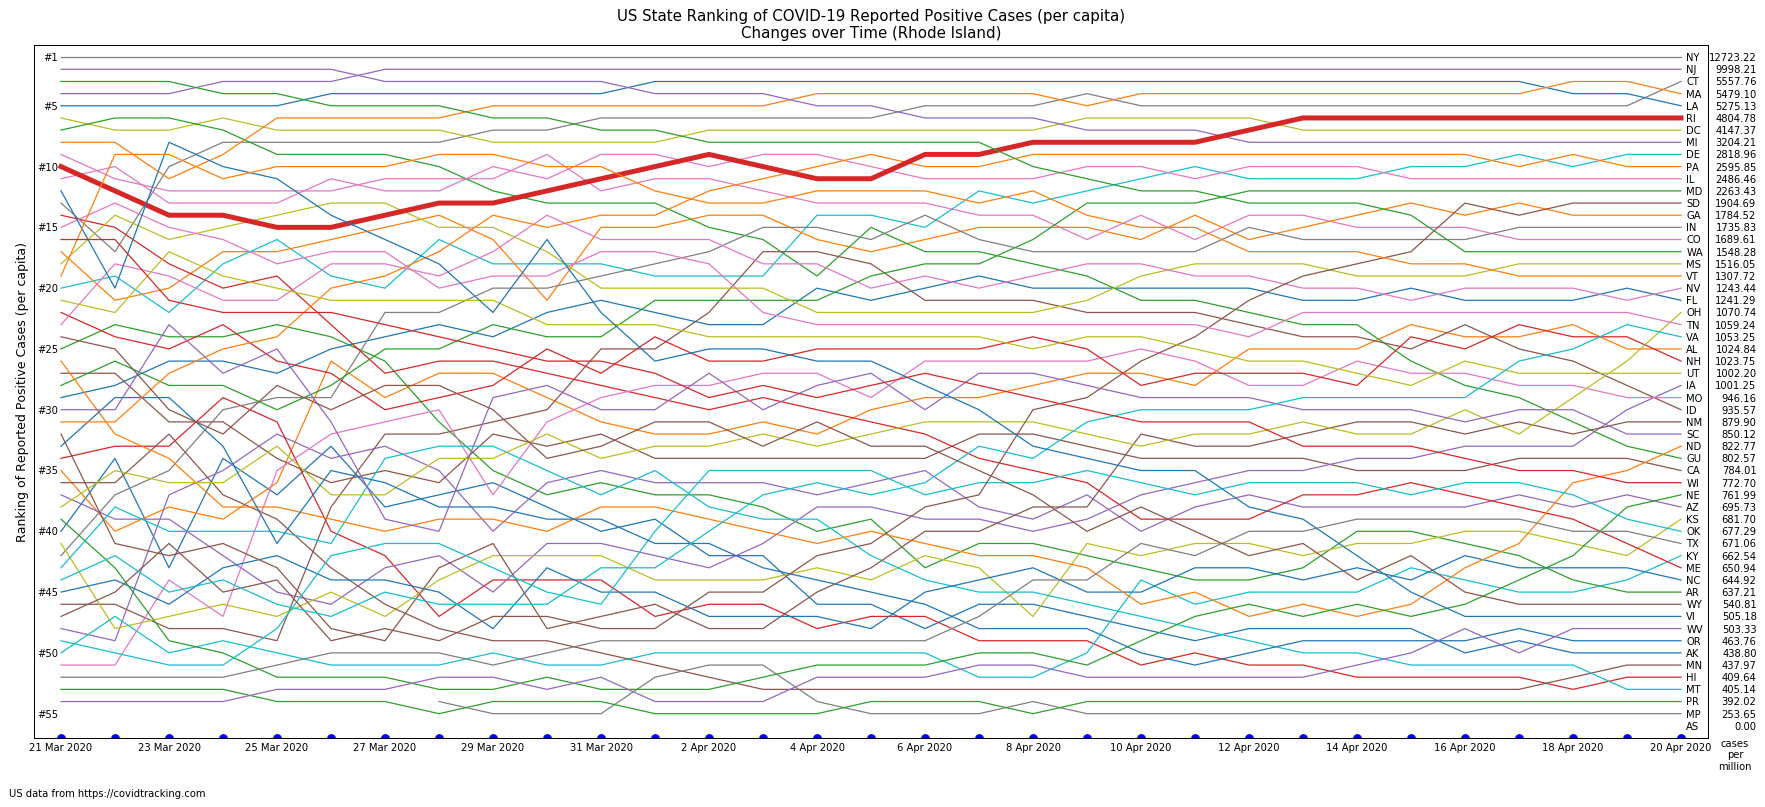 US State Ranking of COVID-19 Reported Positive Cases (per capita)
Changes over Time (Rhode Island)
Ranking of Reported Positive Cases (per capita)
#1
#5
#10
#15
#20
#25
#30
#35
#40
#45
#50
#55
NY 12723.22
NJ 9998.21
CT 5557.76
MA 5479.10
LA 5275.13
RI 4804.78
DC 4147.37
MI 3204.21
DE 2818.96
PA 2595.85
IL 2486.46
MD 2263.43
SD 1904.69
GA 1784.52
IN 1735.83
CO 1689.61
WA 1548.28
MS 1516.05
VT 1307.72
NV 1243.44
FL 1241.29
OH 1070.74
TN 1059.24
VA 1053.25
AL 1024.84
NH 1023.75
UT 1002.20
IA 1001.25
MO 946.16
ID 935.57
NM 879.90
SC 850.12
ND 822.77
GU 802.57
CA 784.01
WI 772.70
NE 761.99
AZ 695.73
KS 681.70
OK 677.29
TX 671.06
KY 662.54
ME 650.94
NC 644.92
AR 637.21
WY 540.81
VI 505.18
WV 503.33
OR 463.76
AK 438.80
MN 437.97
HI 409.64
MT 405.14
PR 392.02
MP 253.65
AS 0.00
21 Mar 2020 23 Mar 2020 25 Mar 2020 27 Mar 2020 29 Mar 2020 31 Mar 2020 2 Apr 2020 4 Apr 2020 6 Apr 2020 8 Apr 2020 10 Apr 2020 12 Apr 2020 14 Apr 2020 16 Apr 2020 18 Apr 2020 20 Apr 2020
cases
per
million
US data from https://covidtracking.com